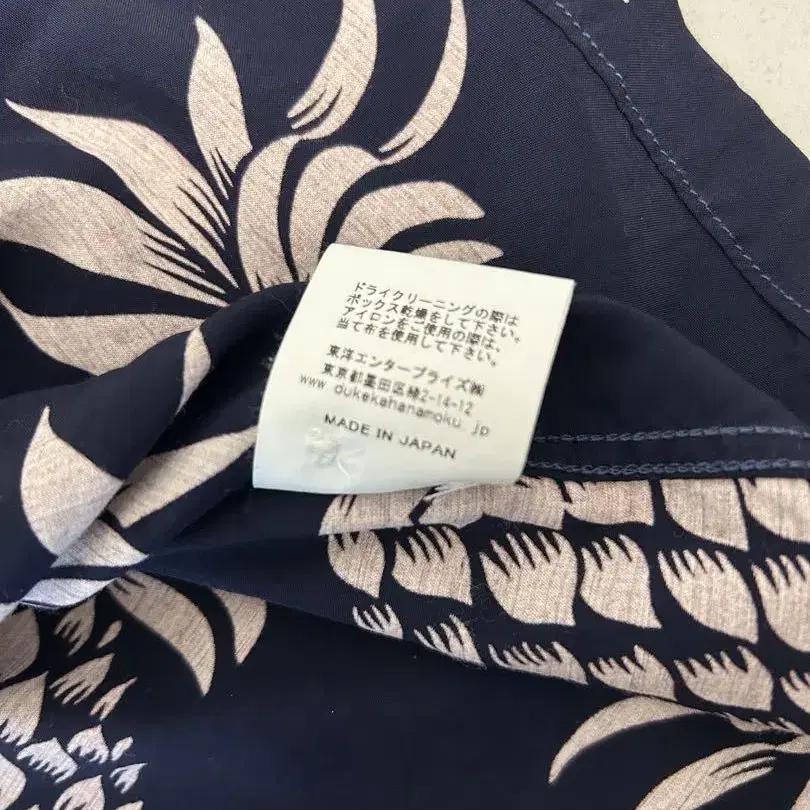 ドライクリーニングの際は
ボックス乾燥をして下さい。
アイロンをご使用の際は、
当て布を使用して下さい。
東洋エンタープライズ㈱
東京都墨田区緑2-14-12
www dukekahanamoku. jp
MADE IN JAPAN